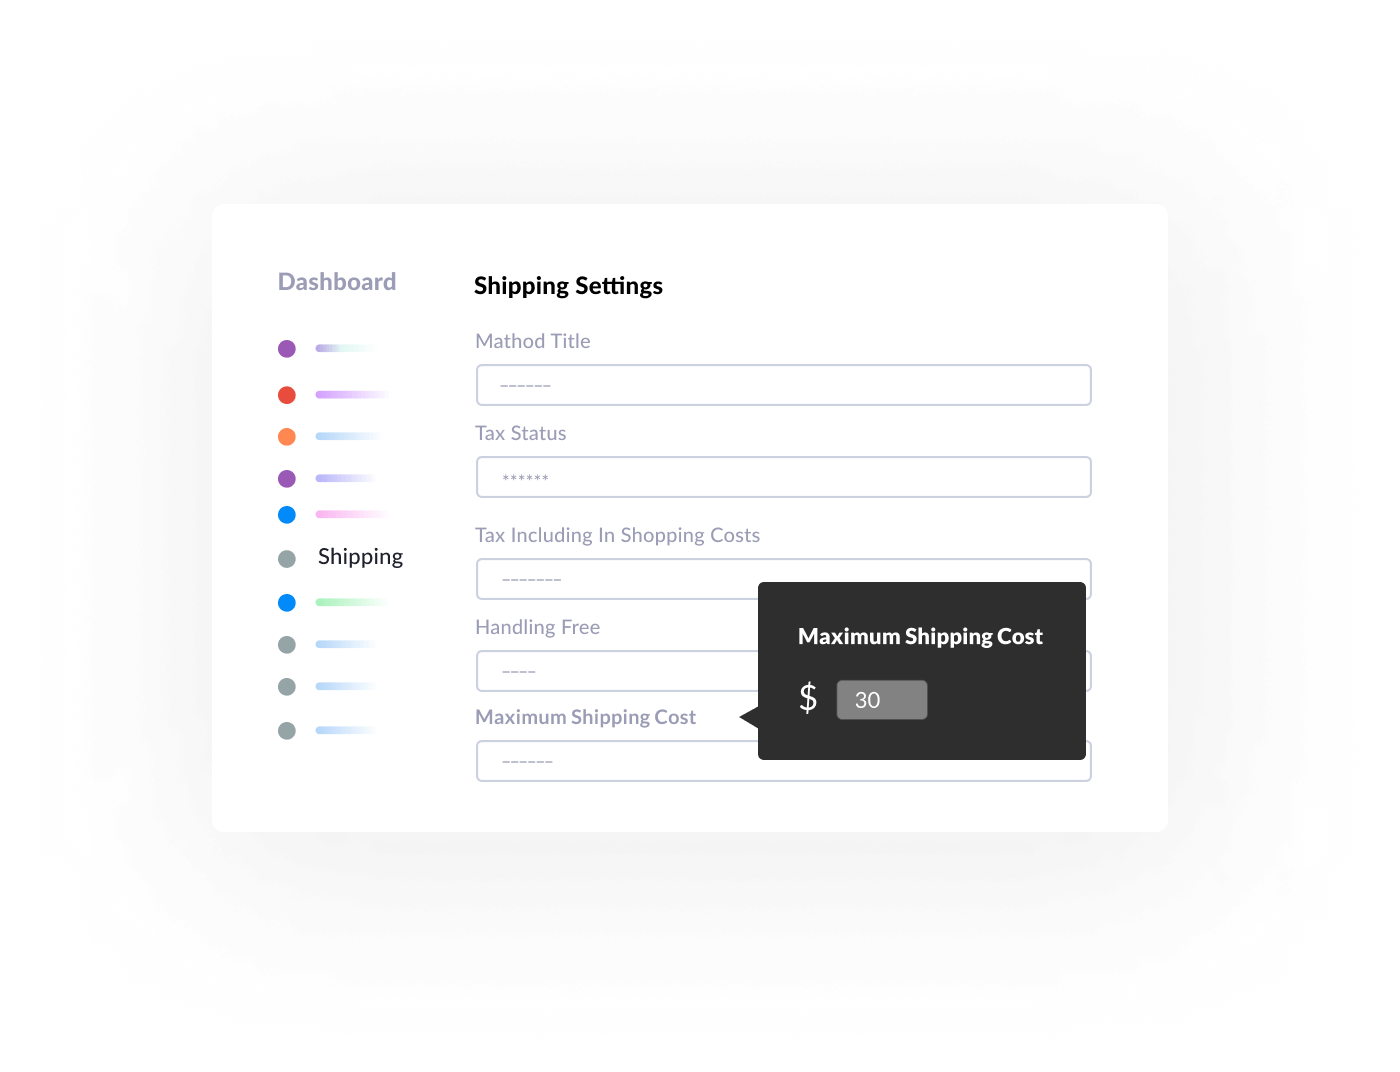 Dashboard
Shipping
Shipping Settings
Mathod Title
------
Tax Status
******
Tax Including In Shopping Costs
-------
Handling Free
----
Maximum Shipping Cost
------
Maximum Shipping Cost
$ 30